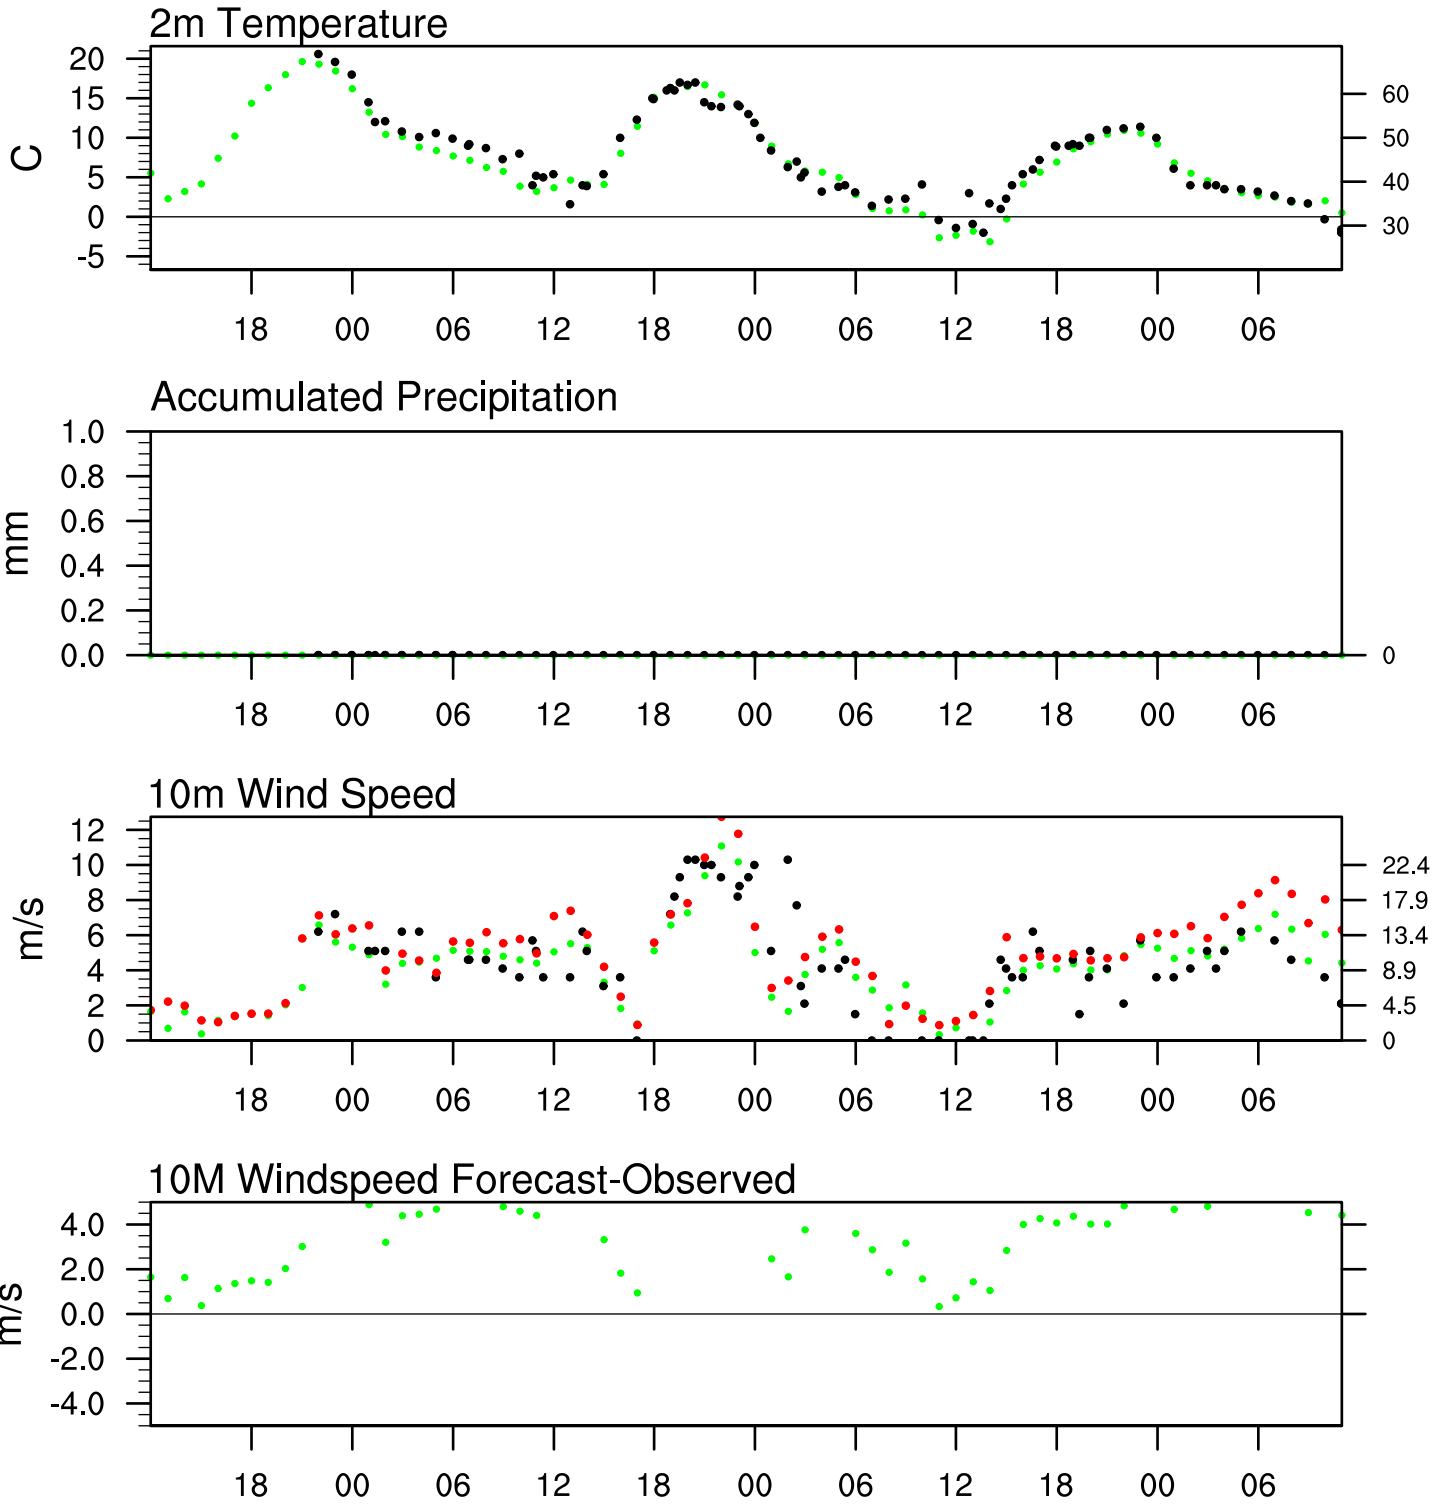 2m Temperature
20
15
10
5
0
-5
C
60
50
40
30
18 00 06 12 18 00 06 12 18 00 06
Accumulated Precipitation
1.0
0.8
0.6
0.4
0.2
0.0
mm
0
18 00 06 12 18 00 06 12 18 00 06
10m Wind Speed
12
10
8
6
4
2
0
m/s
22.4
17.9
13.4
8.9
4.5
0
18 00 06 12 18 00 06 12 18 00 06
10M Windspeed Forecast-Observed
4.0
2.0
0.0
-2.0
-4.0
m/s
18 00 06 12 18 00 06 12 18 00 06